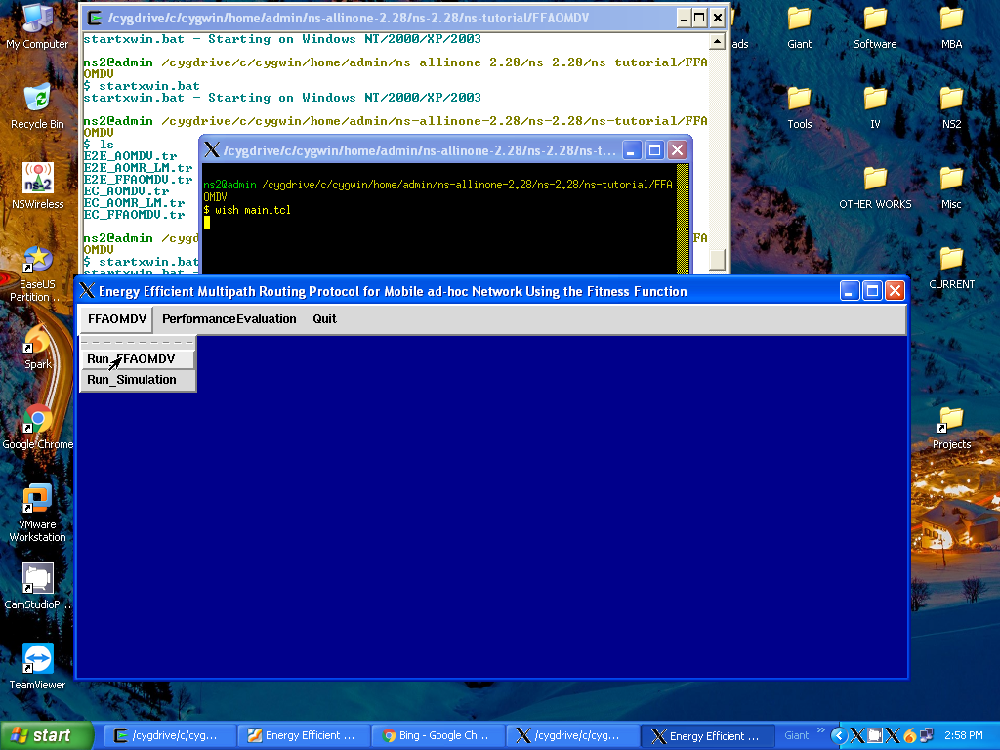 /cygdrive/c/cygwin/home/admin/ns-allinone-2.28/ns-2.28/ns-tutorial/FFAOMDV
startxwin.bat - Starting on Windows NT/2000/XP/2003
ns2@admin /cygdrive/c/cygwin/home/admin/ns-allinone-2.28/ns-2.28/ns-tutorial/FFA
OMDV
$ startxwin.bat
startxwin.bat - Starting on Windows NT/2000/XP/2003
ns2@admin /cygdrive/c/cygwin/home/admin/ns-allinone-2.28/ns-2.28/ns-tutorial/FFA
OMDV
$ ls
E2E_AOMDV.tr
E2E_AOMR_LM.tr
E2E_FFAOMDV.tr
EC_AOMDV.tr
EC_AOMR_LM.tr
EC_FFAOMDV.tr
ns2@admin /cygd
FA
$ startxwin.bat
/cygdrive/c/cygwin/home/admin/ns-allinone-2.28/ns-2.28/ns-t...
ns2@admin /cygdrive/c/cygwin/home/admin/ns-allinone-2.28/ns-2.28/ns-tutorial/FFA
OMDV
$ wish main.tcl
Energy Efficient Multipath Routing Protocol for Mobile ad-hoc Network Using the Fitness Function
FFAOMDV PerformanceEvaluation Quit
Run_FFAOMDV
Run_Simulation
My Computer
Recycle Bin
ns-2
NSWireless
EaseUS
Partition ...
Spark
Google Chrome
VMware
Workstation
CamStudioP...
TeamViewer
ads
Giant
Software
MBA
Tools
IV
NS2
OTHER WORKS
Misc
CURRENT
Projects
start
/cygdrive/c/cyg...
Energy Efficient ...
Bing - Google Ch...
/cygdrive/c/cyg...
Energy Efficient ...
Giant
2:58 PM